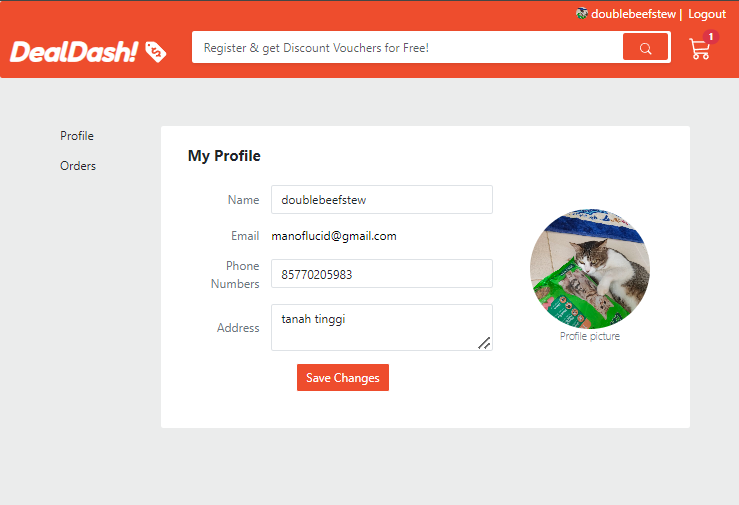 doublebeefstew | Logout
DealDash!
Register & get Discount Vouchers for Free!
1
Profile
Orders
My Profile
Name
doublebeefstew
Email
manoflucid@gmail.com
Phone
Numbers
85770205983
Address
tanah tinggi
Save Changes
Profile picture